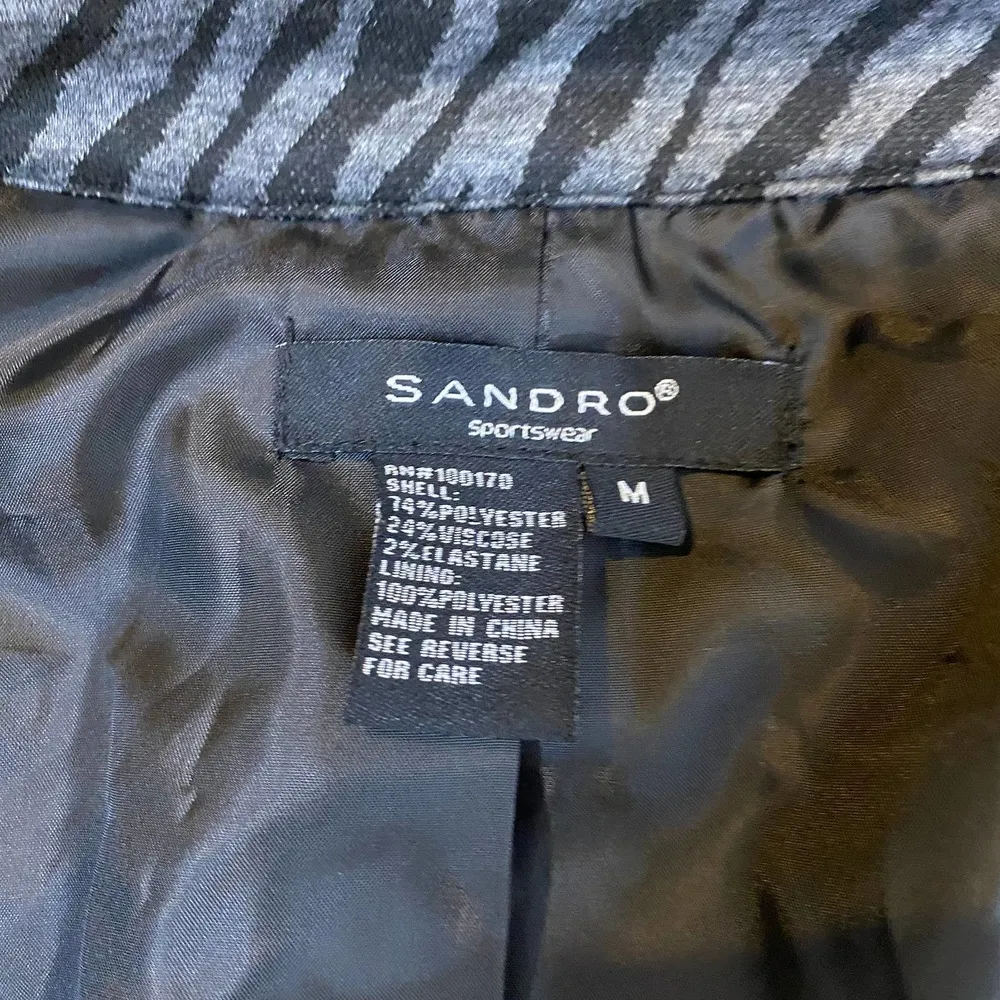 SANDRO®
Sportswear
M
RN#100170
SHELL:
74%POLYESTER
24%VISCOSE
2%ELASTANE
LINING:
100%POLYESTER
MADE IN CHINA
SEE REVERSE
FOR CARE